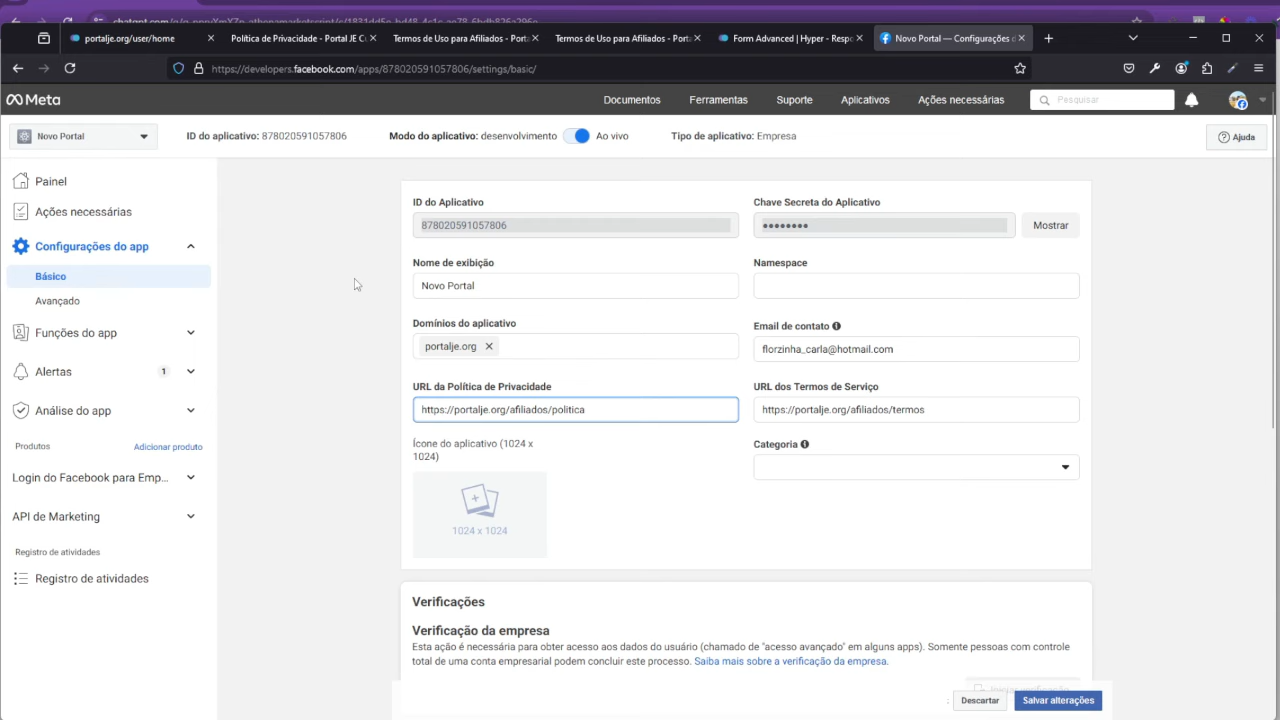 portalje.org/user/home
Política de Privacidade - Portal JE C
Termos de Uso para Afiliados - Porta
Termos de Uso para Afiliados - Port
Form Advanced | Hyper - Respo
Novo Portal — Configurações d
https://developers.facebook.com/apps/878020591057806/settings/basic/
Meta
Documentos
Ferramentas
Suporte
Aplicativos
Ações necessárias
Pesquisar
Novo Portal
ID do aplicativo: 878020591057806
Modo do aplicativo: desenvolvimento
Ao vivo
Tipo de aplicativo: Empresa
Ajuda
Painel
Ações necessárias
Configurações do app
Básico
Avançado
Funções do app
Alertas
1
Análise do app
Produtos
Adicionar produto
Login do Facebook para Emp...
API de Marketing
Registro de atividades
Registro de atividades
ID do Aplicativo
878020591057806
Chave Secreta do Aplicativo
●●●●●●●●
Mostrar
Nome de exibição
Novo Portal
Namespace
Domínios do aplicativo
portalje.org
Email de contato
florzinha_carla@hotmail.com
URL da Política de Privacidade
https://portalje.org/afiliados/politica
URL dos Termos de Serviço
https://portalje.org/afiliados/termos
Ícone do aplicativo (1024 x
1024)
1024 x 1024
Categoria
Verificações
Verificação da empresa
Esta ação é necessária para obter acesso aos dados do usuário (chamado de "acesso avançado" em alguns apps). Somente pessoas com controle
total de uma conta empresarial podem concluir este processo. Saiba mais sobre a verificação da empresa.
Iniciar verificação
Descartar
Salvar alterações